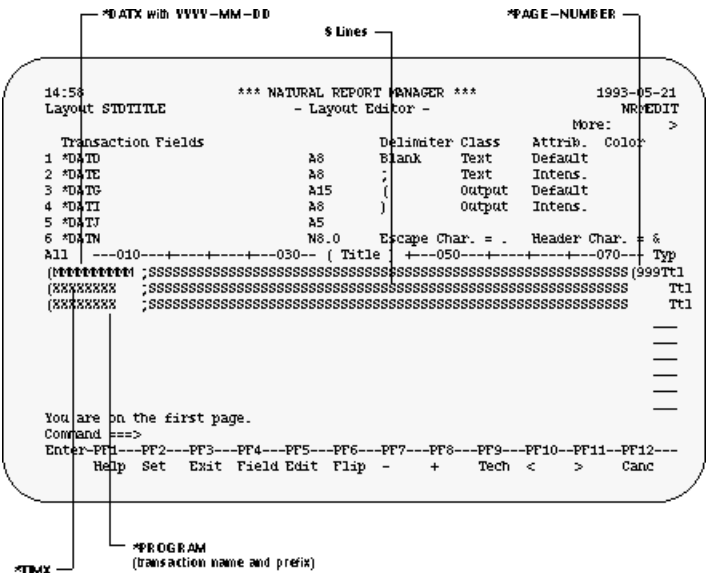 *DATX with YYYY-MM-DD
*PAGE-NUMBER
S Lines
14:58 *** NATURAL REPORT MANAGER *** 1993-05-21
Layout STDTITLE - Layout Editor - NRMEDIT
More: >
Transaction Fields Delimiter Class Attrib. Color
1 *DATD A8 Blank Text Default
2 *DATE A8 ; Text Intens.
3 *DATG A15 ( Output Default
4 *DATI A8 ) Output Intens.
5 *DATJ A5
6 *DATN N8.0 Escape Char. = . Header Char. = &
All ---010---+----+----+---030-- ( Title ) +---050----+----+----+---070--- Typ
(MMMMMMMMMM ;SSSSSSSSSSSSSSSSSSSSSSSSSSSSSSSSSSSSSSSSSSSSSSSSSSSSSSSSSSSS(999Ttl
(XXXXXXXX ;SSSSSSSSSSSSSSSSSSSSSSSSSSSSSSSSSSSSSSSSSSSSSSSSSSSSSSSSSSSS Ttl
(XXXXXXXX ;SSSSSSSSSSSSSSSSSSSSSSSSSSSSSSSSSSSSSSSSSSSSSSSSSSSSSSSSSSSS Ttl
You are on the first page.
Command ===>
Enter-PF1---PF2---PF3---PF4---PF5---PF6---PF7---PF8---PF9---PF10--PF11--PF12---
Help Set Exit Field Edit Flip - + Tech < > Canc
*PROGRAM
(transaction name and prefix)
*TIMX